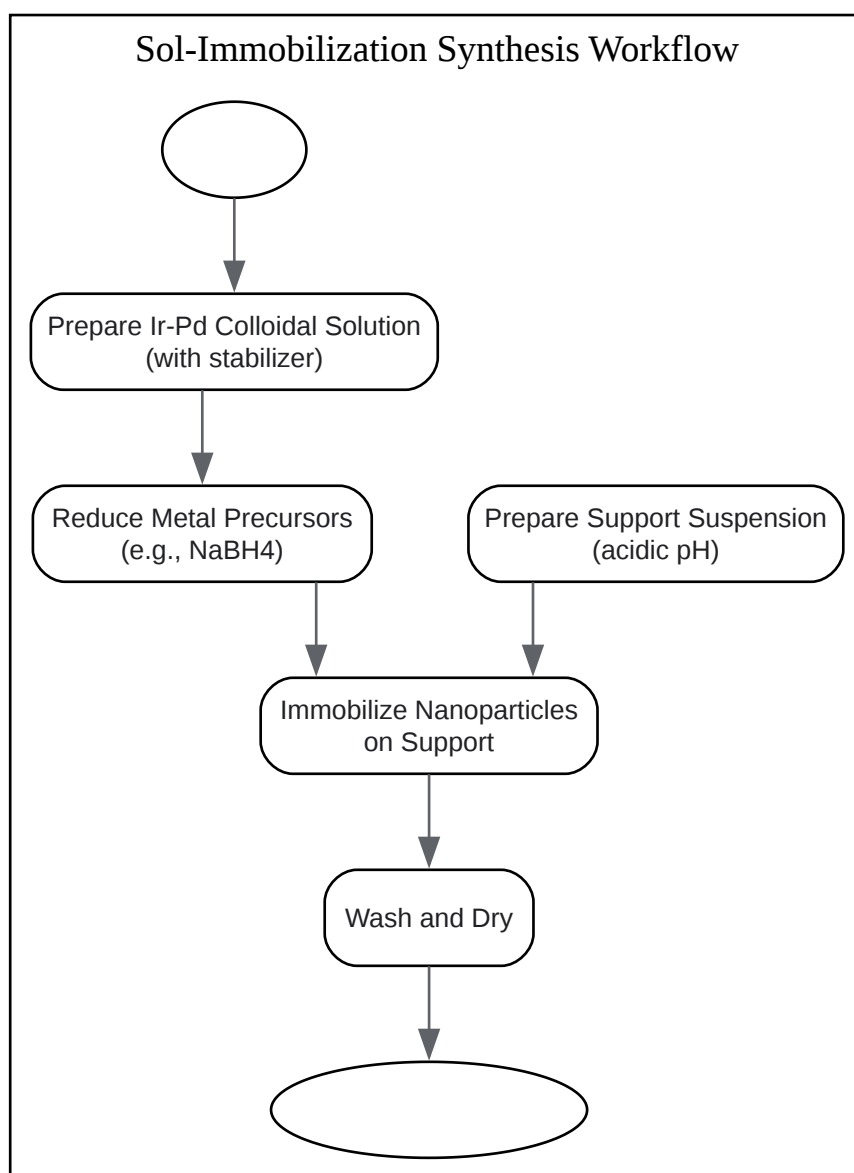 Sol-Immobilization Synthesis Workflow
Prepare Ir-Pd Colloidal Solution
(with stabilizer)
Reduce Metal Precursors
(e.g., NaBH4)
Prepare Support Suspension
(acidic pH)
Immobilize Nanoparticles
on Support
Wash and Dry